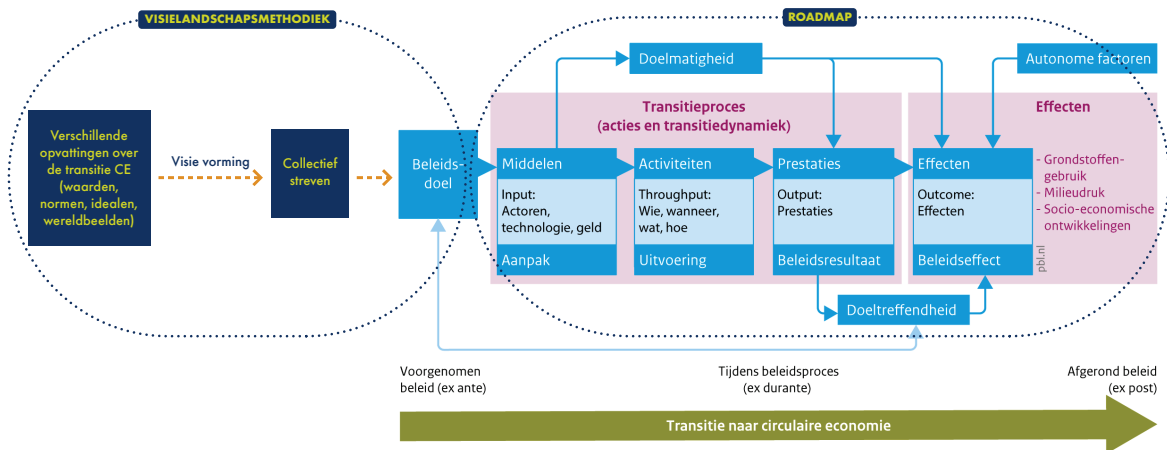 VISIELANDSCHAPSMETHODIEK
ROADMAP
Doelmatigheid
Autonome factoren
Transitieproces
(acties en transitiedynamiek)
Effecten
Verschillende
opvattingen over
de transitie CE
(waarden,
normen, idealen,
wereldbeelden)
Visie vorming
Collectief
streven
Beleids-
doel
Middelen
Input:
Actoren,
technologie, geld
Aanpak
Activiteiten
Throughput:
Wie, wanneer,
wat, hoe
Uitvoering
Prestaties
Output:
Prestaties
Beleidsresultaat
Effecten
Outcome:
Effecten
Beleidseffect
- Grondstoffen-
gebruik
- Milieudruk
- Socio-economische
ontwikkelingen
pbl.nl
Doeltreffendheid
Voorgenomen
beleid (ex ante)
Tijdens beleidsproces
(ex durante)
Afgerond beleid
(ex post)
Transitie naar circulaire economie